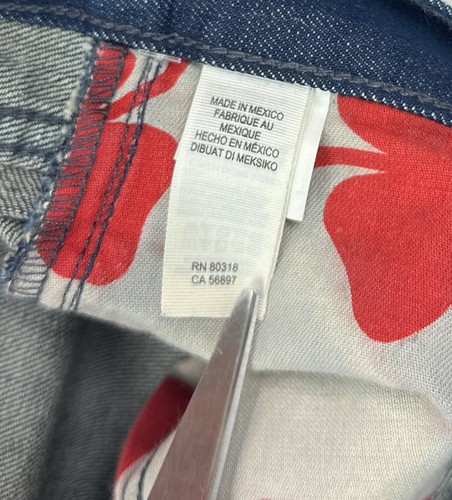 MADE IN MEXICO
FABRIQUE AU
MEXIQUE
HECHO EN MÉXICO
DIBUAT DI MEKSIKO
RN 80318
CA 56897